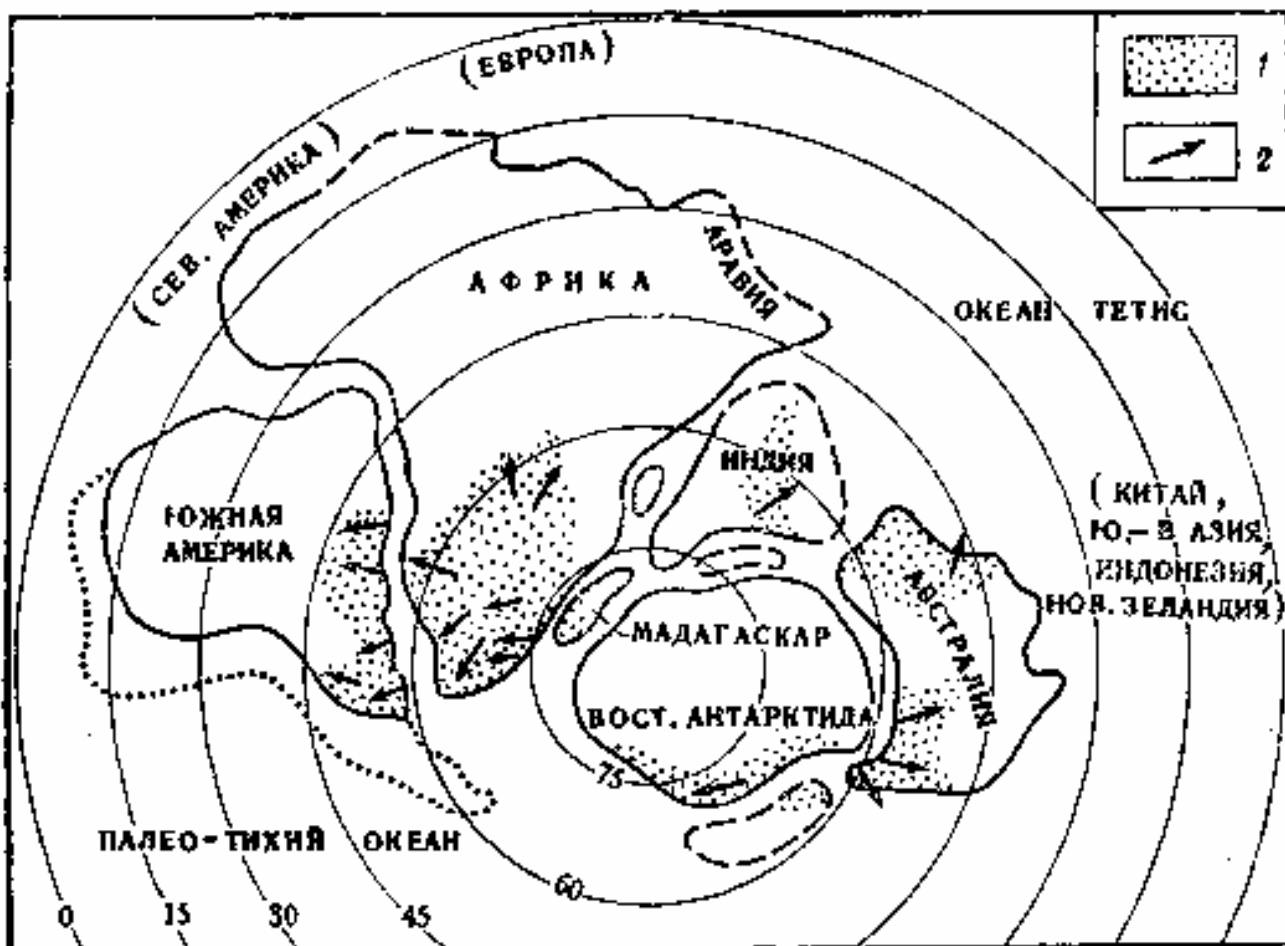 (ЕВРОПА)
1
2
(СЕВ. АМЕРИКА)
АФРИКА
АРАВИЯ
ОКЕАН ТЕТИС
ЮЖНАЯ
АМЕРИКА
ИНДИЯ
(КИТАЙ,
Ю.-В АЗИЯ,
ИНДОНЕЗИЯ,
НОВ. ЗЕЛАНДИЯ)
АВСТРАЛИЯ
МАДАГАСКАР
ВОСТ. АНТАРКТИДА
75
ПАЛЕО-ТИХИЙ ОКЕАН
60
0 15 30 45